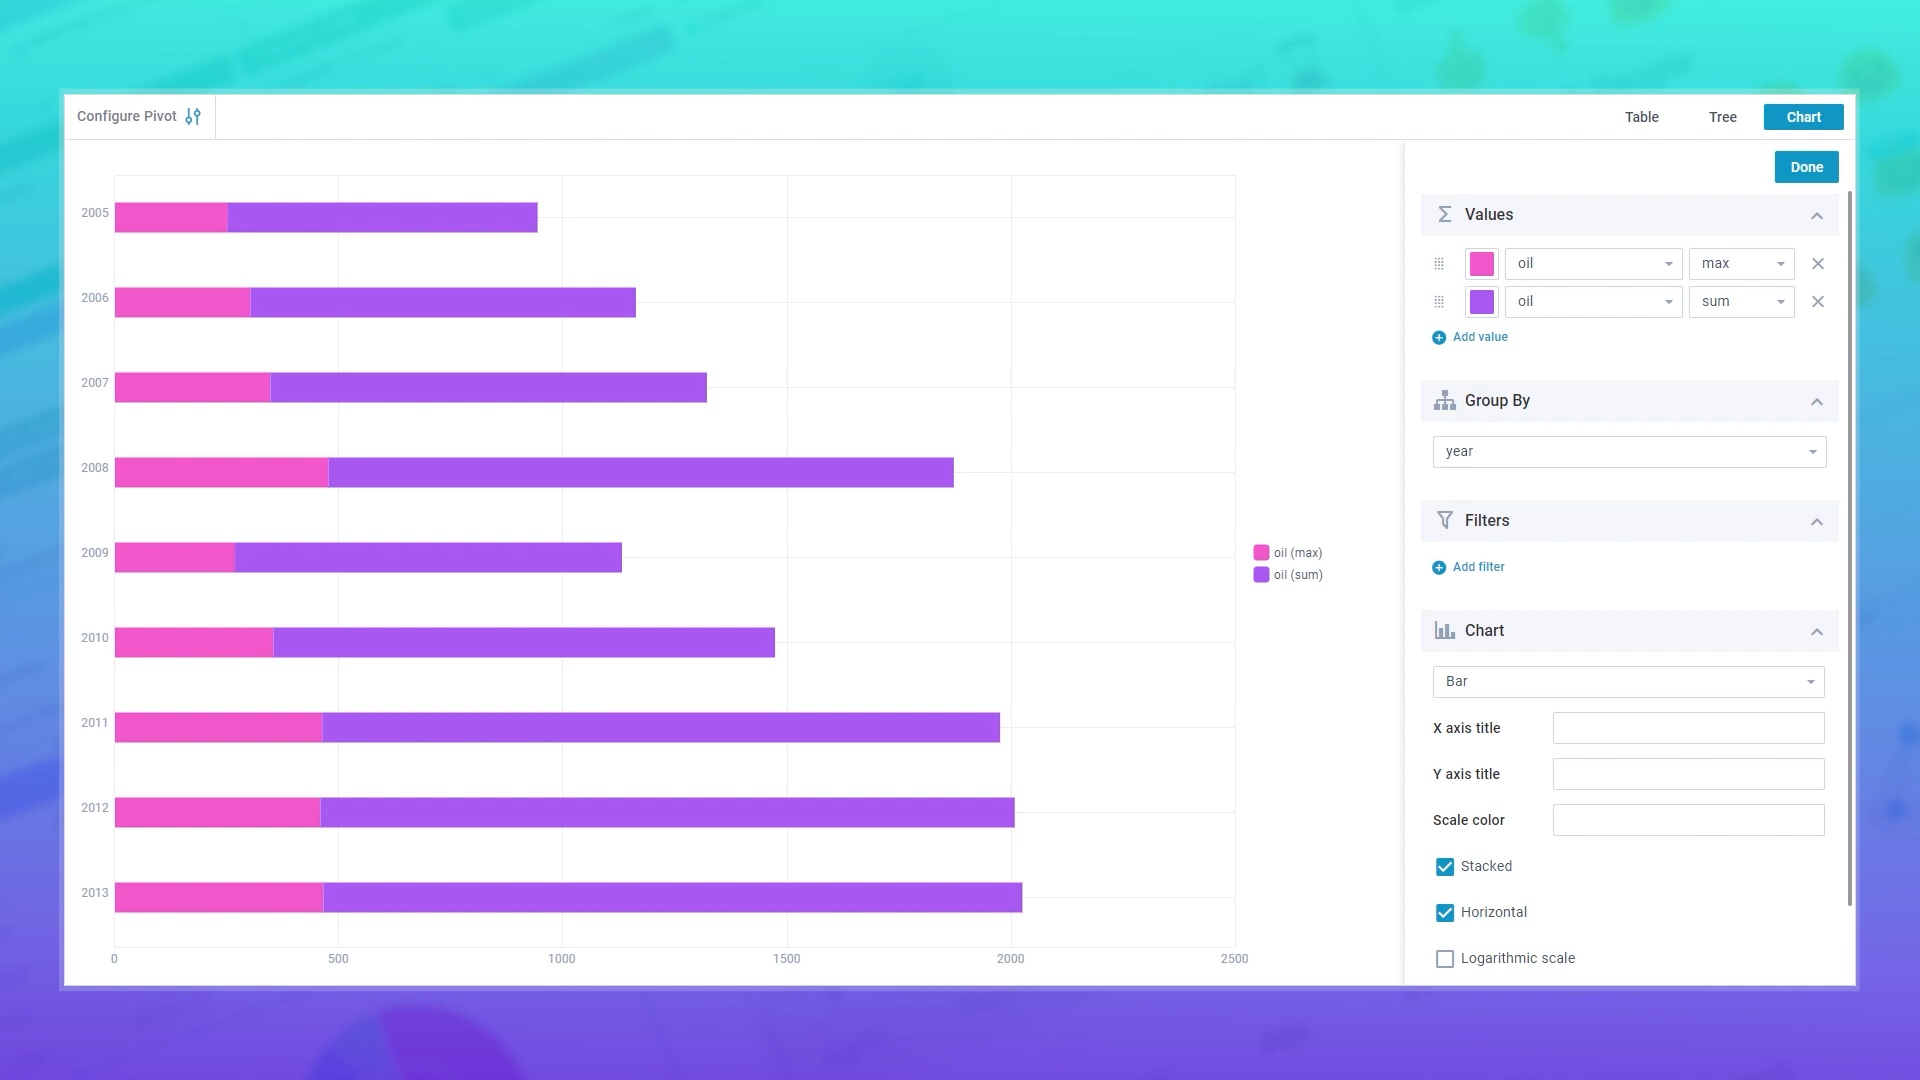 Configure Pivot
Table Tree Chart
Done
Values
oil max
oil sum
Add value
Group By
year
Filters
Add filter
Chart
Bar
X axis title
Y axis title
Scale color
Stacked
Horizontal
Logarithmic scale
2005
2006
2007
2008
2009
2010
2011
2012
2013
0 500 1000 1500 2000 2500
oil (max)
oil (sum)